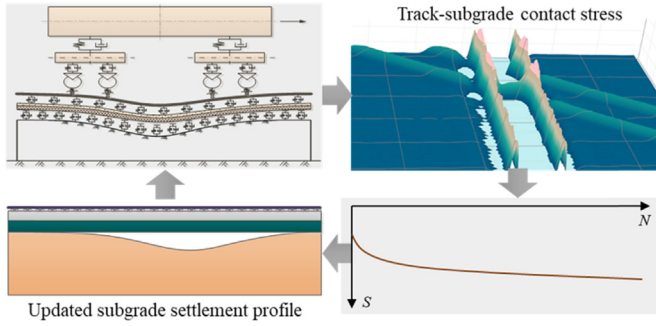 Track-subgrade contact stress
N
S
Updated subgrade settlement profile